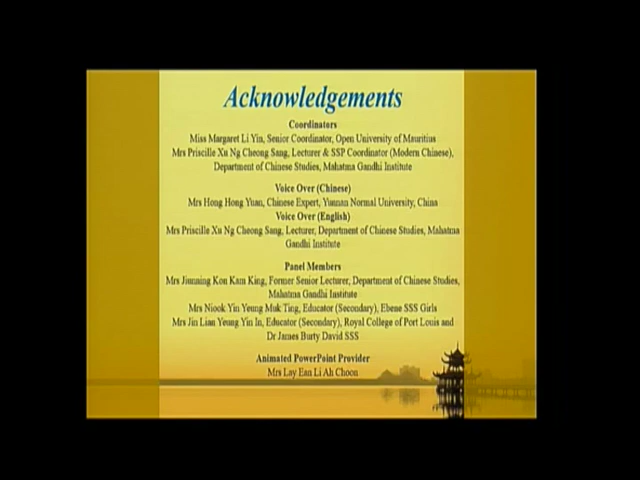 Acknowledgements
Coordinators
Miss Margaret Li Yin, Senior Coordinator, Open University of Mauritius
Mrs Priscille Xu Ng Cheong Sang, Lecturer & SSP Coordinator (Modern Chinese),
Department of Chinese Studies, Mahatma Gandhi Institute
Voice Over (Chinese)
Mrs Hong Hong Yuan, Chinese Expert, Yunnan Normal University, China
Voice Over (English)
Mrs Priscille Xu Ng Cheong Sang, Lecturer, Department of Chinese Studies, Mahatma
Gandhi Institute
Panel Members
Mrs Jinming Kon Kam King, Former Senior Lecturer, Department of Chinese Studies,
Mahatma Gandhi Institute
Mrs Niook Yin Yeung Muk Ting, Educator (Secondary), Ebene SSS Girls
Mrs Jin Lian Yeung Yin In, Educator (Secondary), Royal College of Port Louis and
Dr James Burty David SSS
Animated PowerPoint Provider
Mrs Lay Ean Li Ah Choon